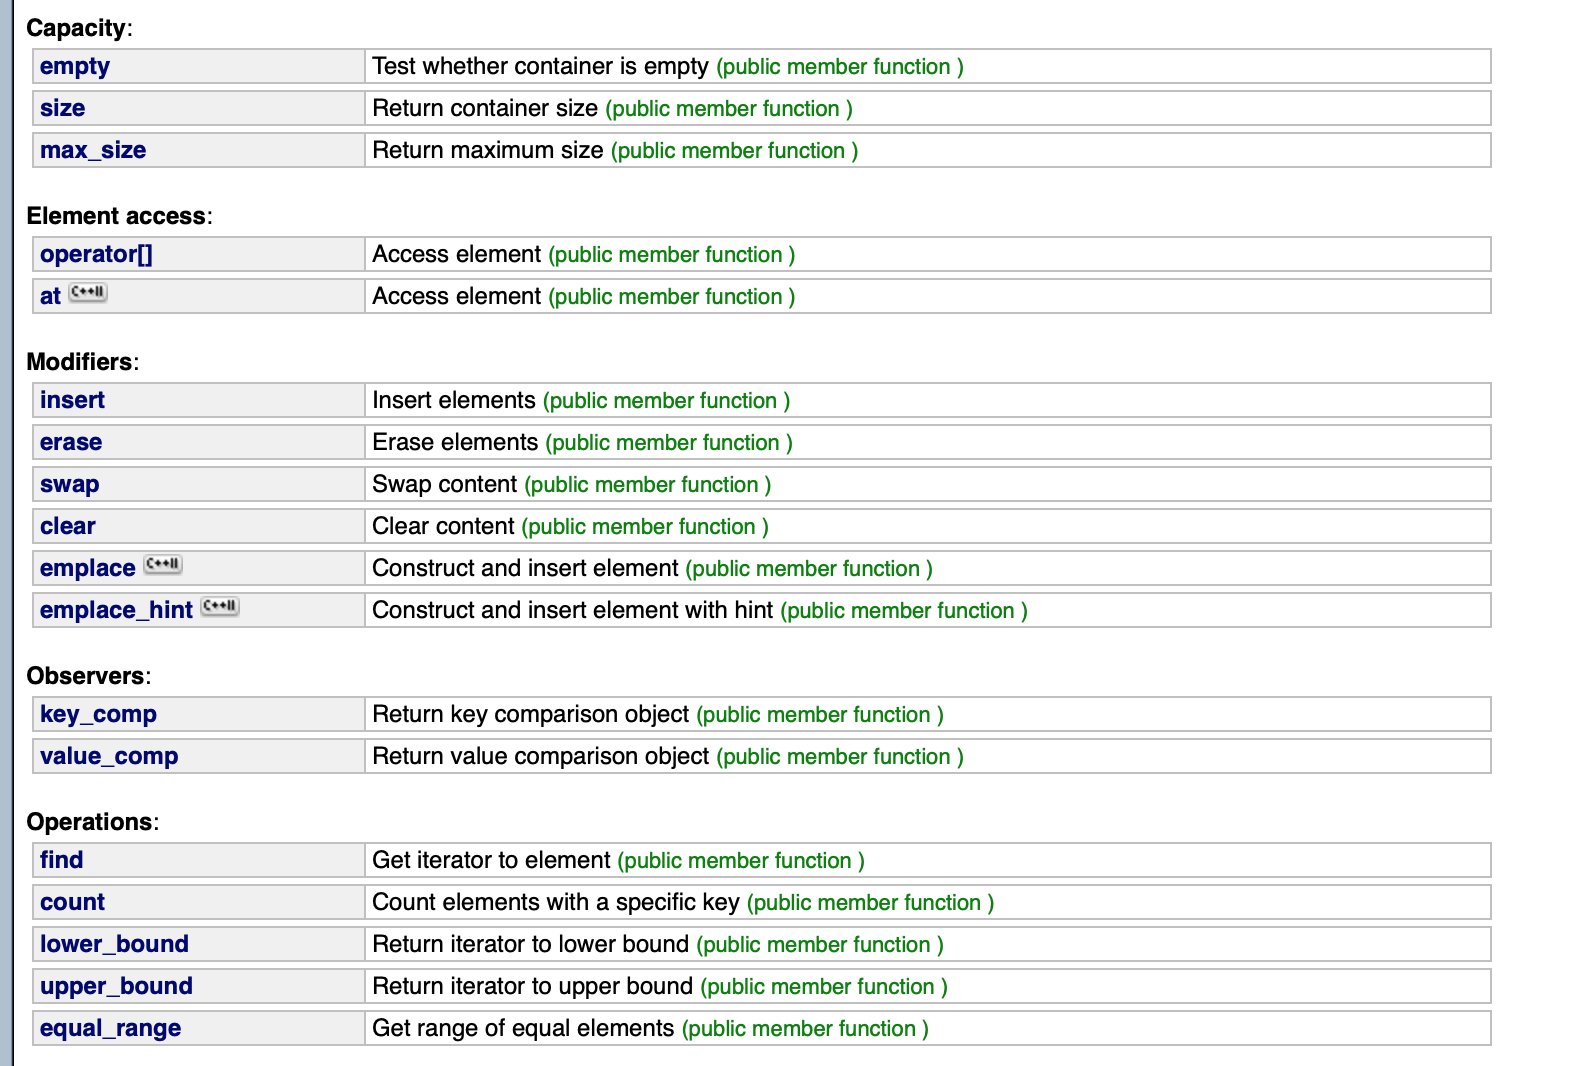 Capacity:
empty Test whether container is empty (public member function )
size Return container size (public member function )
max_size Return maximum size (public member function )
Element access:
operator[] Access element (public member function )
at C++11 Access element (public member function )
Modifiers:
insert Insert elements (public member function )
erase Erase elements (public member function )
swap Swap content (public member function )
clear Clear content (public member function )
emplace C++11 Construct and insert element (public member function )
emplace_hint C++11 Construct and insert element with hint (public member function )
Observers:
key_comp Return key comparison object (public member function )
value_comp Return value comparison object (public member function )
Operations:
find Get iterator to element (public member function )
count Count elements with a specific key (public member function )
lower_bound Return iterator to lower bound (public member function )
upper_bound Return iterator to upper bound (public member function )
equal_range Get range of equal elements (public member function )